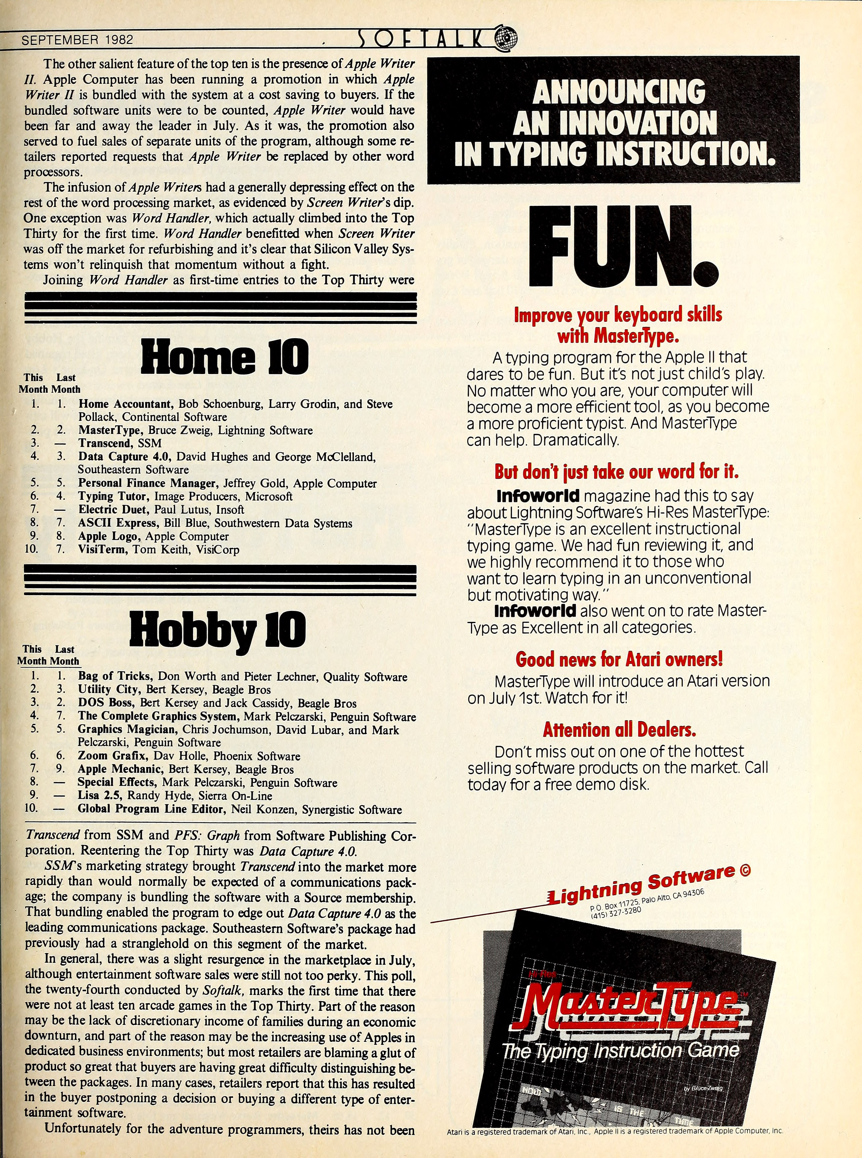 SEPTEMBER 1982
SOFTALK
The other salient feature of the top ten is the presence of Apple Writer
II. Apple Computer has been running a promotion in which Apple
Writer II is bundled with the system at a cost saving to buyers. If the
bundled software units were to be counted, Apple Writer would have
been far and away the leader in July. As it was, the promotion also
served to fuel sales of separate units of the program, although some re-
tailers reported requests that Apple Writer be replaced by other word
processors.
The infusion of Apple Writers had a generally depressing effect on the
rest of the word processing market, as evidenced by Screen Writer's dip.
One exception was Word Handler, which actually climbed into the Top
Thirty for the first time. Word Handler benefitted when Screen Writer
was off the market for refurbishing and it's clear that Silicon Valley Sys-
tems won't relinquish that momentum without a fight.
Joining Word Handler as first-time entries to the Top Thirty were
Home 10
This Last
Month Month
1. 1. Home Accountant, Bob Schoenburg, Larry Grodin, and Steve
Pollack, Continental Software
2. 2. MasterType, Bruce Zweig, Lightning Software
3. — Transcend, SSM
4. 3. Data Capture 4.0, David Hughes and George McClelland,
Southeastern Software
5. 5. Personal Finance Manager, Jeffrey Gold, Apple Computer
6. 4. Typing Tutor, Image Producers, Microsoft
7. — Electric Duet, Paul Lutus, Insoft
8. 7. ASCII Express, Bill Blue, Southwestern Data Systems
9. 8. Apple Logo, Apple Computer
10. 7. VisiTerm, Tom Keith, VisiCorp
Hobby 10
This Last
Month Month
1. 1. Bag of Tricks, Don Worth and Pieter Lechner, Quality Software
2. 3. Utility City, Bert Kersey, Beagle Bros
3. 2. DOS Boss, Bert Kersey and Jack Cassidy, Beagle Bros
4. 7. The Complete Graphics System, Mark Pelczarski, Penguin Software
5. 5. Graphics Magician, Chris Jochumson, David Lubar, and Mark
Pelczarski, Penguin Software
6. 6. Zoom Grafix, Dav Holle, Phoenix Software
7. 9. Apple Mechanic, Bert Kersey, Beagle Bros
8. — Special Effects, Mark Pelczarski, Penguin Software
9. — Lisa 2.5, Randy Hyde, Sierra On-Line
10. — Global Program Line Editor, Neil Konzen, Synergistic Software
Transcend from SSM and PFS: Graph from Software Publishing Cor-
poration. Reentering the Top Thirty was Data Capture 4.0.
SSM's marketing strategy brought Transcend into the market more
rapidly than would normally be expected of a communications pack-
age; the company is bundling the software with a Source membership.
That bundling enabled the program to edge out Data Capture 4.0 as the
leading communications package. Southeastern Software's package had
previously had a stranglehold on this segment of the market.
In general, there was a slight resurgence in the marketplace in July,
although entertainment software sales were still not too perky. This poll,
the twenty-fourth conducted by Softalk, marks the first time that there
were not at least ten arcade games in the Top Thirty. Part of the reason
may be the lack of discretionary income of families during an economic
downturn, and part of the reason may be the increasing use of Apples in
dedicated business environments; but most retailers are blaming a glut of
product so great that buyers are having great difficulty distinguishing be-
tween the packages. In many cases, retailers report that this has resulted
in the buyer postponing a decision or buying a different type of enter-
tainment software.
Unfortunately for the adventure programmers, theirs has not been
ANNOUNCING
AN INNOVATION
IN TYPING INSTRUCTION.
FUN.
Improve your keyboard skills
with MasterType.
A typing program for the Apple II that
dares to be fun. But it's not just child's play.
No matter who you are, your computer will
become a more efficient tool, as you become
a more proficient typist. And MasterType
can help. Dramatically.
But don't just take our word for it.
Infoworld magazine had this to say
about Lightning Software's Hi-Res MasterType:
"MasterType is an excellent instructional
typing game. We had fun reviewing it, and
we highly recommend it to those who
want to learn typing in an unconventional
but motivating way."
Infoworld also went on to rate Master-
Type as Excellent in all categories.
Good news for Atari owners!
MasterType will introduce an Atari version
on July 1st. Watch for it!
Attention all Dealers.
Don't miss out on one of the hottest
selling software products on the market. Call
today for a free demo disk.
Lightning Software ©
P.O. Box 11725, Palo Alto, CA 94306
(415) 327-3280
MasterType
The Typing Instruction Game
by Bruce Zweig
NOW IS THE TIME
Atari is a registered trademark of Atari, Inc., Apple II is a registered trademark of Apple Computer, Inc.